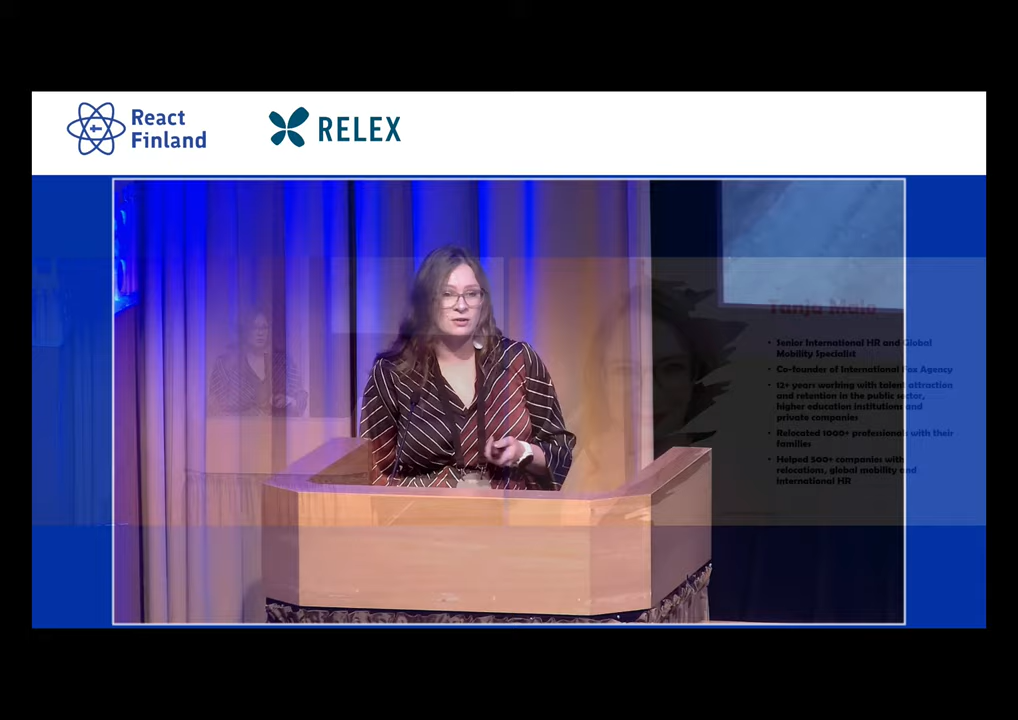 React
Finland
RELEX
Tanja Malo
• Senior International HR and Global
Mobility Specialist
• Co-founder of International Fox Agency
• 12+ years working with talent attraction
and retention in the public sector,
higher education institutions and
private companies
• Relocated 1000+ professionals with their
families
• Helped 500+ companies with
relocations, global mobility and
international HR